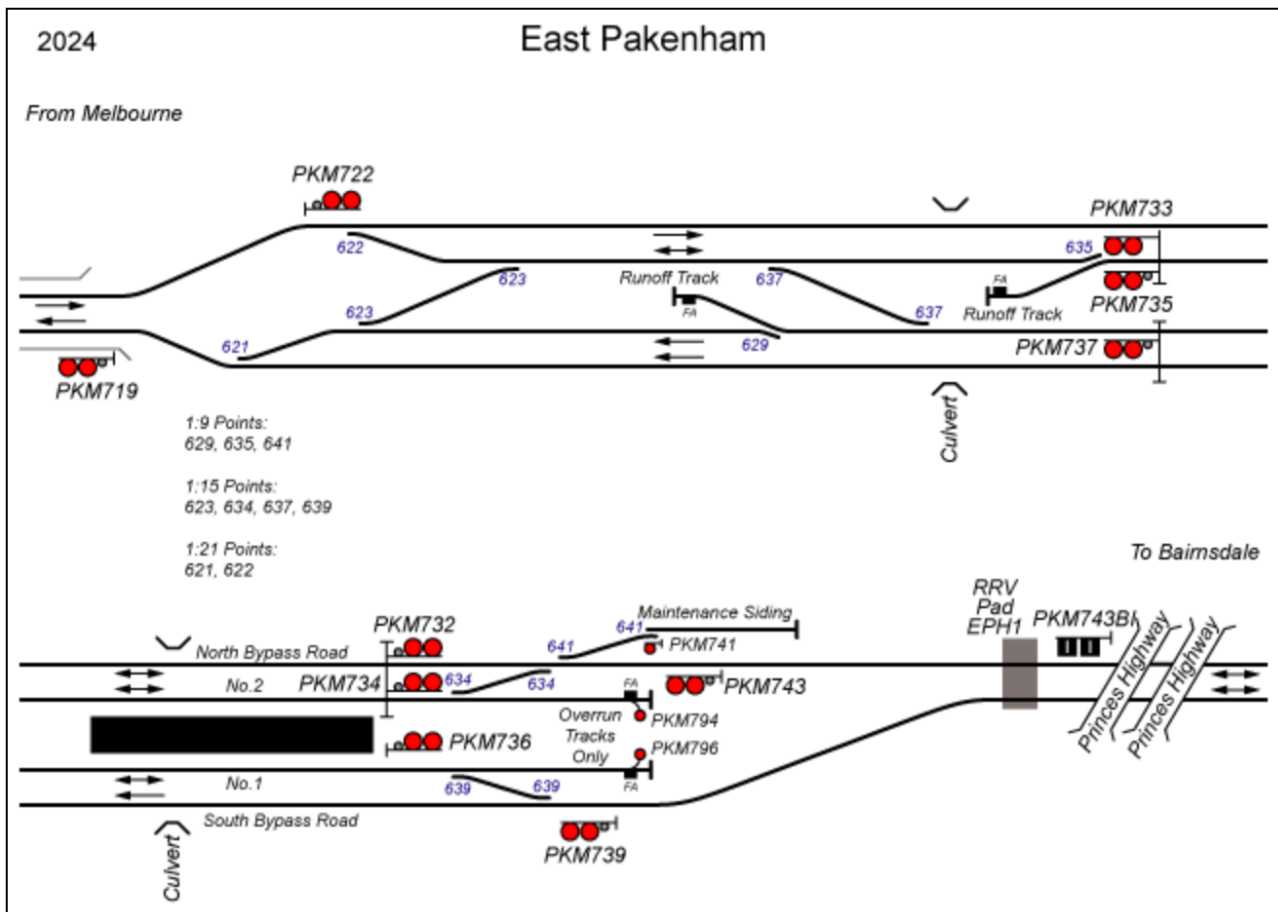 2024
East Pakenham
From Melbourne
PKM722
PKM733
622
635
623
Runoff Track
637
FA
FA
PKM735
623
637
Runoff Track
621
629
PKM737
PKM719
Culvert
1:9 Points:
629, 635, 641
1:15 Points:
623, 634, 637, 639
1:21 Points:
621, 622
To Bairnsdale
RRV
Pad
EPH1
Maintenance Siding
PKM732
641
PKM743BI
641
PKM741
North Bypass Road
Princes Highway
Princes Highway
No.2
PKM734
634
634
FA
PKM743
Overrun
Tracks
Only
PKM794
PKM736
PKM796
No.1
639
639
FA
South Bypass Road
Culvert
PKM739